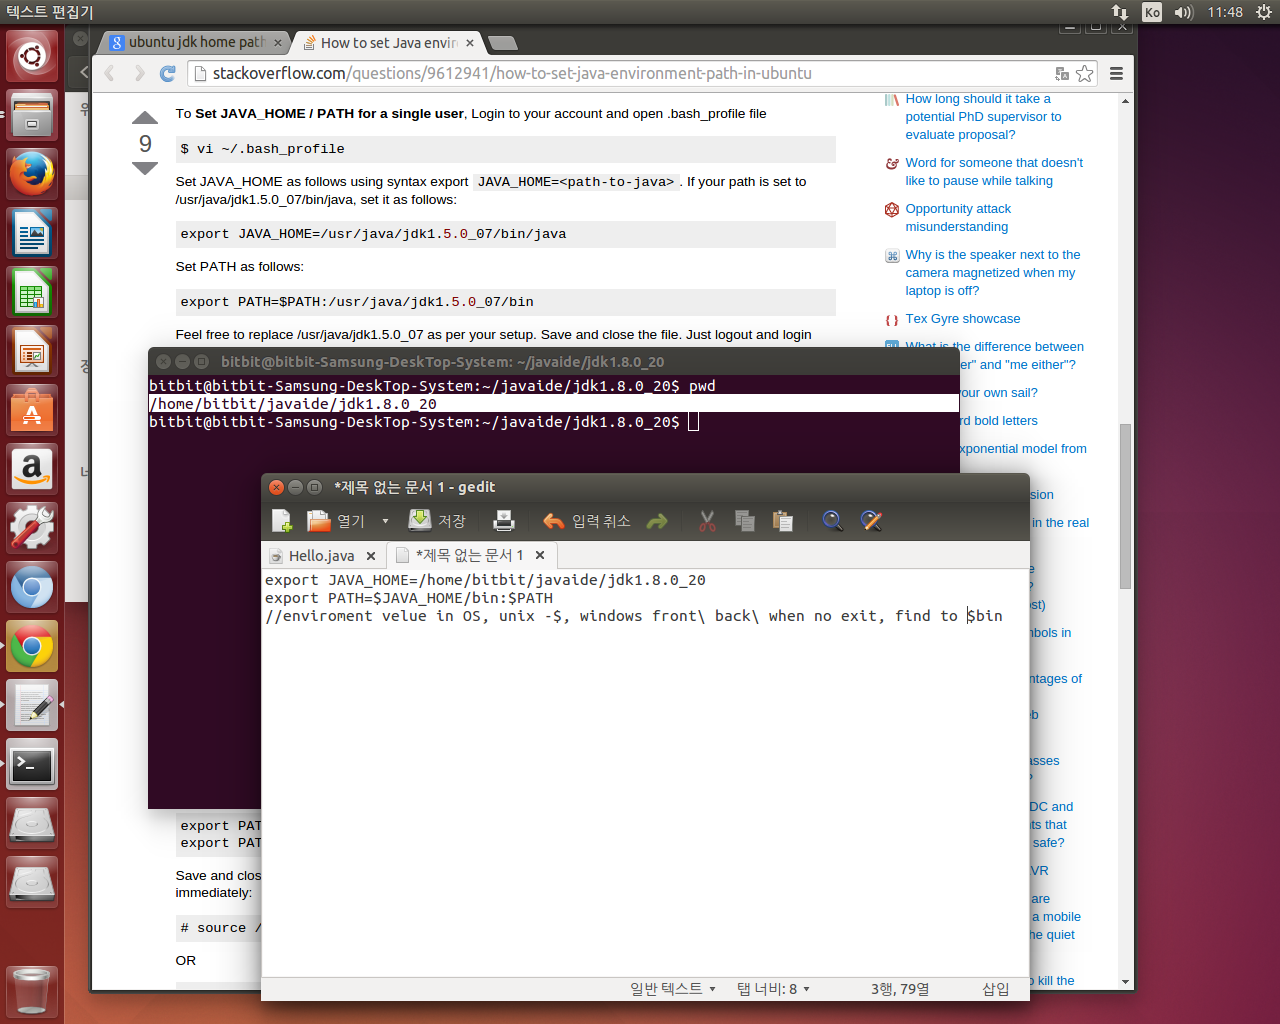 텍스트 편집기
Ko
11:48
ubuntu jdk home path
How to set Java envir
stackoverflow.com/questions/9612941/how-to-set-java-environment-path-in-ubuntu
9
To Set JAVA_HOME / PATH for a single user, Login to your account and open .bash_profile file
$ vi ~/.bash_profile
Set JAVA_HOME as follows using syntax export JAVA_HOME=<path-to-java>. If your path is set to
/usr/java/jdk1.5.0_07/bin/java, set it as follows:
export JAVA_HOME=/usr/java/jdk1.5.0_07/bin/java
Set PATH as follows:
export PATH=$PATH:/usr/java/jdk1.5.0_07/bin
Feel free to replace /usr/java/jdk1.5.0_07 as per your setup. Save and close the file. Just logout and login
How long should it take a
potential PhD supervisor to
evaluate proposal?
Word for someone that doesn't
like to pause while talking
Opportunity attack
misunderstanding
Why is the speaker next to the
camera magnetized when my
laptop is off?
Tex Gyre showcase
What is the difference between
er" and "me either"?
your own sail?
rd bold letters
xponential model from
sion
in the real
e
ost)
nbols in
ntages of
eb
asses
?
DC and
ts that
safe?
VR
are
a mobile
he quiet
o kill the
bitbit@bitbit-Samsung-DeskTop-System: ~/javaide/jdk1.8.0_20
bitbit@bitbit-Samsung-DeskTop-System:~/javaide/jdk1.8.0_20$ pwd
/home/bitbit/javaide/jdk1.8.0_20
bitbit@bitbit-Samsung-DeskTop-System:~/javaide/jdk1.8.0_20$
*제목 없는 문서 1 - gedit
열기 저장 입력 취소
Hello.java *제목 없는 문서 1
export JAVA_HOME=/home/bitbit/javaide/jdk1.8.0_20
export PATH=$JAVA_HOME/bin:$PATH
//enviroment velue in OS, unix -$, windows front\ back\ when no exit, find to $bin
일반 텍스트 탭 너비: 8 3행, 79열 삽입
export PAT
export PAT
Save and clos
immediately:
# source /
OR